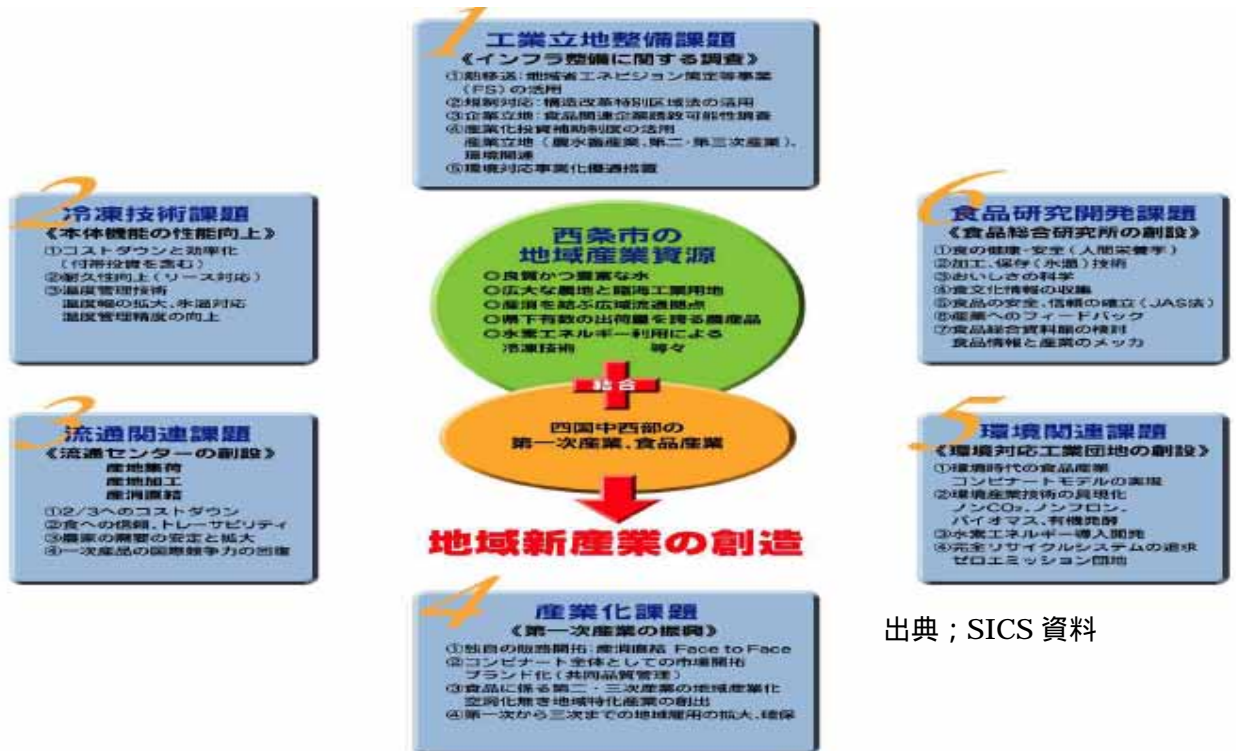 1
工業立地整備課題
《インフラ整備に関する調査》
①熱移送：地域省エネビジョン策定等事業
（FS）の活用
②規制対応：構造改革特別区域法の活用
③企業立地：食品関連企業誘致可能性調査
④産業化投資補助制度の活用
産業立地（農水畜産業、第二・第三次産業）、
環境関連
⑤環境対応事業化優遇措置
2
冷凍技術課題
《本体機能の性能向上》
①コストダウンと効率化
（付帯投資を含む）
②耐久性向上（リース対応）
③温度管理技術
温度幅の拡大、氷温対応
温度管理精度の向上
3
流通関連課題
《流通センターの創設》
産地集荷
産地加工
産消直結
①2/3へのコストダウン
②食への信頼、トレーサビリティ
③農家の需要の安定と拡大
④一次産品の国際競争力の回復
西条市の
地域産業資源
○良質かつ豊富な水
○広大な農地と臨海工業用地
○産消を結ぶ広域流通拠点
○県下有数の出荷量を誇る農産品
○水素エネルギー利用による
冷凍技術 等々
結合
四国中西部の
第一次産業、食品産業
地域新産業の創造
4
産業化課題
《第一次産業の振興》
①独自の販路開拓：産消直結 Face to Face
②コンビナート全体としての市場開拓
ブランド化（共同品質管理）
③食品に係る第二・三次産業の地域産業化
空洞化無き地域特化産業の創出
④第一次から三次までの地域雇用の拡大、確保
6
食品研究開発課題
《食品総合研究所の創設》
①食の健康・安全（人間栄養学）
②加工、保存（氷温）技術
③おいしさの科学
④食文化情報の収集
⑤食品の安全、信頼の確立（JAS法）
⑥産業へのフィードバック
⑦食品総合資料館の検討
食品情報と産業のメッカ
5
環境関連課題
《環境対応工業団地の創設》
①環境時代の食品産業
コンビナートモデルの実現
②環境産業技術の具現化
ノンCO₂、ノンフロン、
バイオマス、有機発酵
③水素エネルギー導入開発
④完全リサイクルシステムの追求
ゼロエミッション団地
出典；SICS 資料